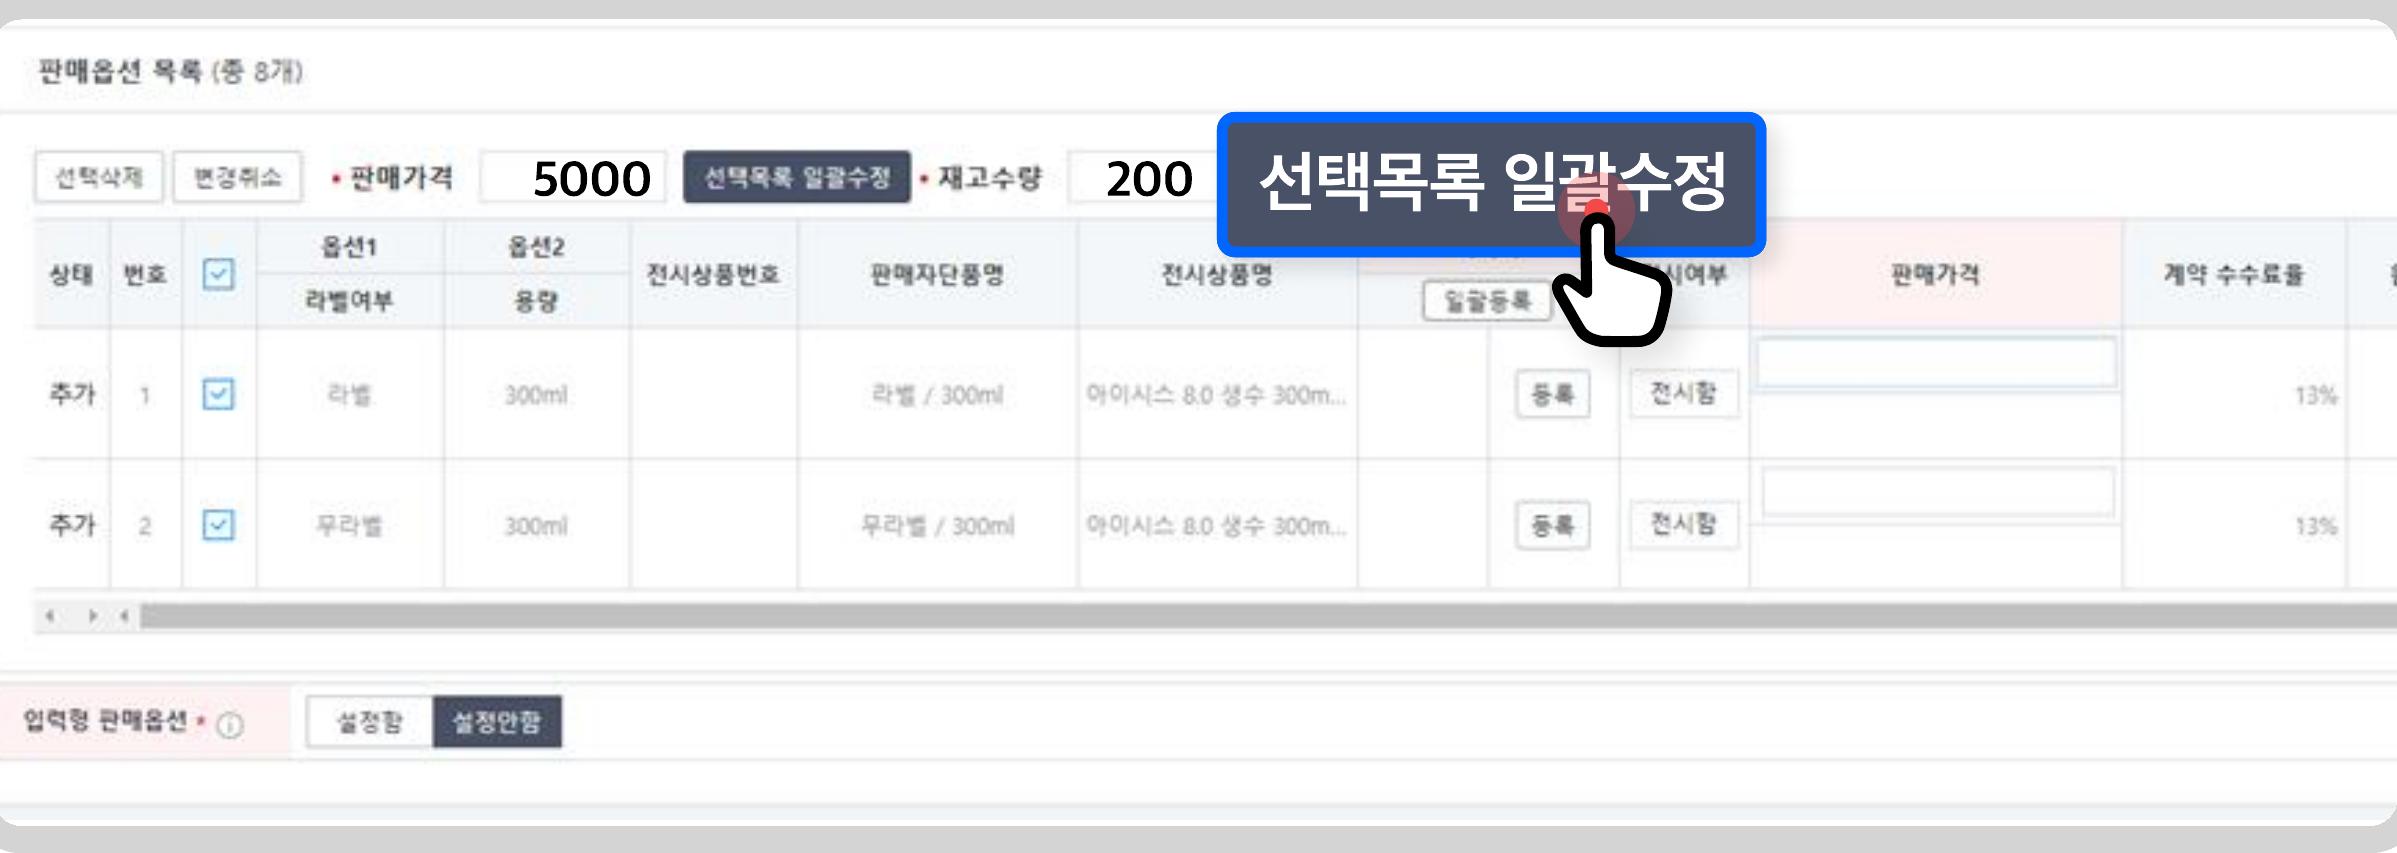 판매옵션 목록 (총 8개)
선택삭제 변경취소 • 판매가격 5000 선택목록 일괄수정 • 재고수량 200 선택목록 일괄수정
상태 번호 옵션1 옵션2 전시상품번호 판매자단품명 전시상품명 시여부 판매가격 계약 수수료율
라벨여부 용량 일괄등록
추가 1 라벨 300ml 라벨 / 300ml 아이시스 8.0 생수 300m... 등록 전시함 13%
추가 2 무라벨 300ml 무라벨 / 300ml 아이시스 8.0 생수 300m... 등록 전시함 13%
입력형 판매옵션 • 설정함 설정안함